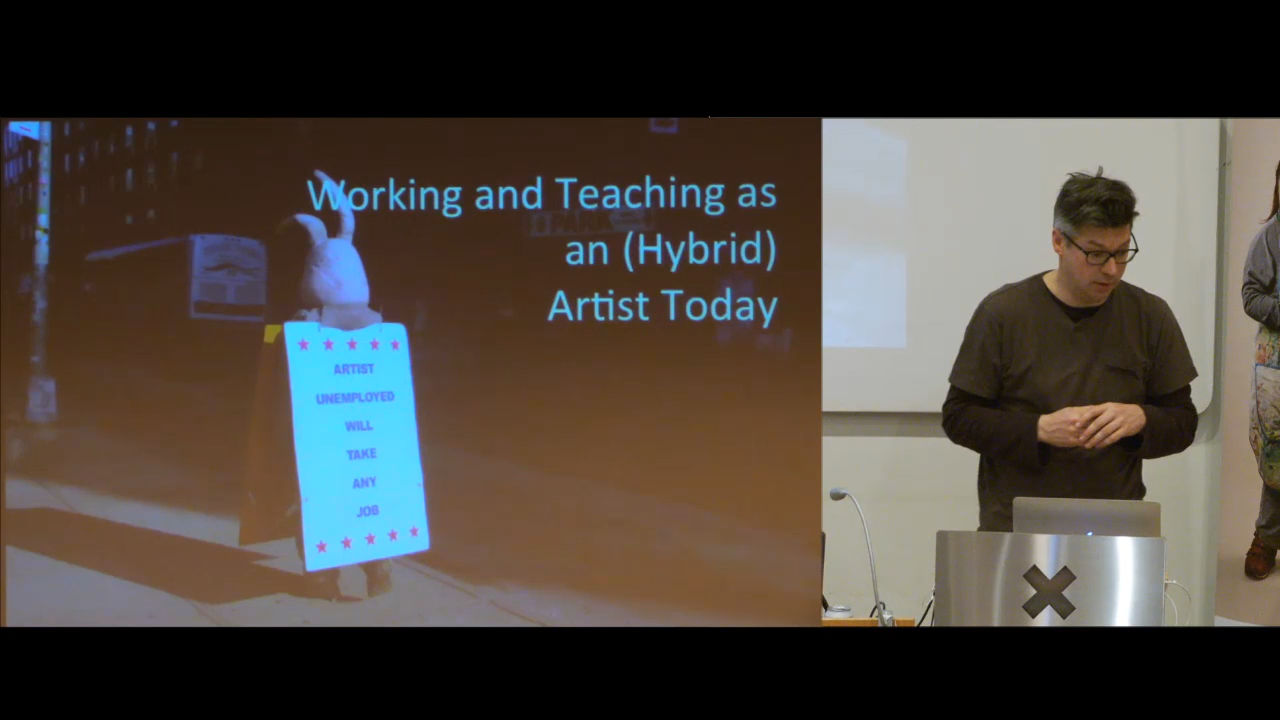 Working and Teaching as
an (Hybrid)
Artist Today
ARTIST
UNEMPLOYED
WILL
TAKE
ANY
JOB